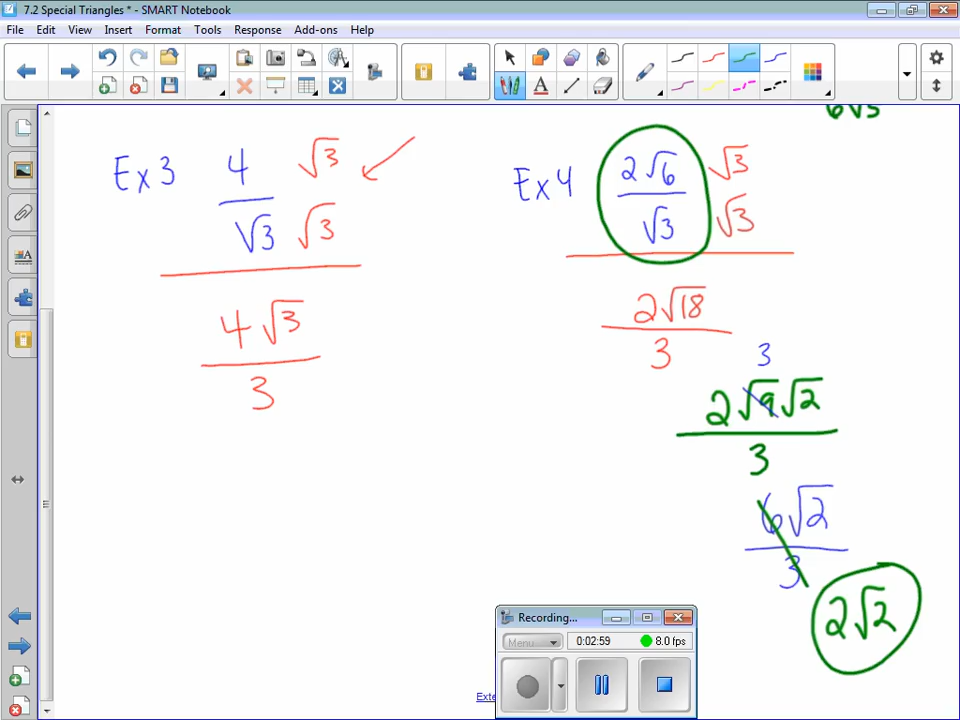 7.2 Special Triangles * - SMART Notebook
File Edit View Insert Format Tools Response Add-ons Help
Ex 3
4 √3
√3 √3
4 √3
3
Ex 4
2√6 √3
√3 √3
2√18
3
3
2√9√2
3
6√2
3
2√2
Recording...
Menu 0:02:59 8.0 fps
Exte